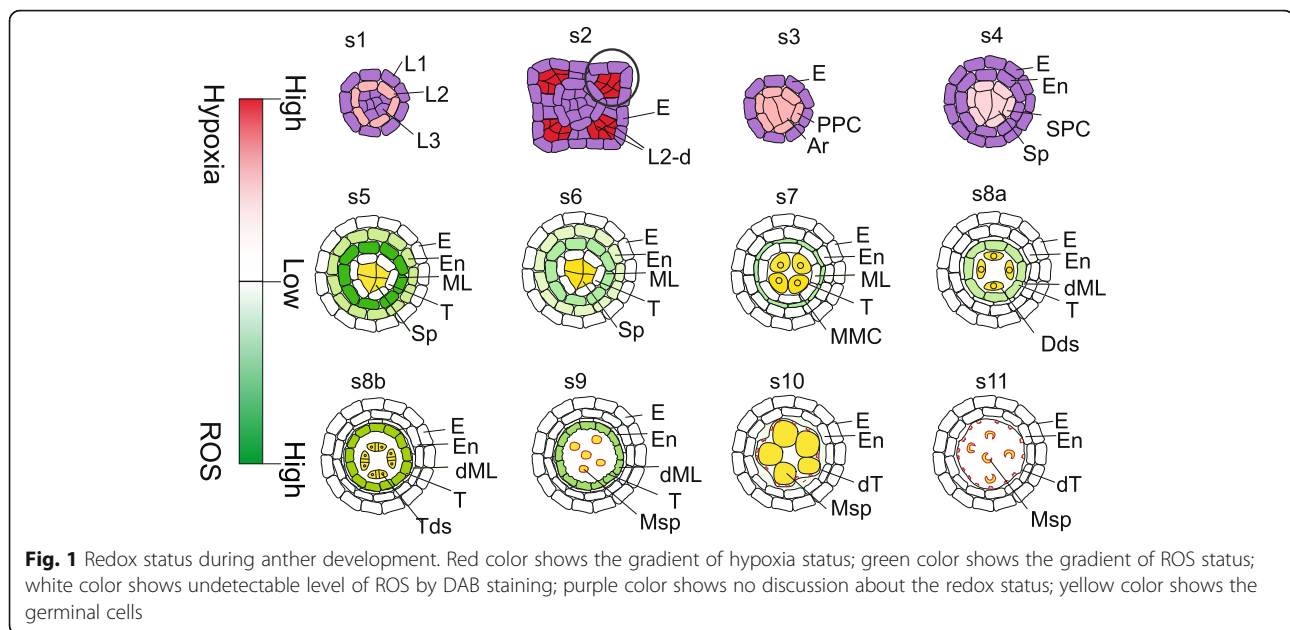 s1
s2
s3
s4
High
Hypoxia
Low
ROS
High
L1
L2
L3
E
L2-d
E
PPC
Ar
E
En
SPC
Sp
s5
s6
s7
s8a
E
En
ML
T
Sp
E
En
ML
T
Sp
E
En
ML
T
MMC
E
En
dML
T
Dds
s8b
s9
s10
s11
E
En
dML
T
Tds
E
En
dML
T
Msp
E
En
dT
Msp
E
En
dT
Msp
Fig. 1 Redox status during anther development. Red color shows the gradient of hypoxia status; green color shows the gradient of ROS status;
white color shows undetectable level of ROS by DAB staining; purple color shows no discussion about the redox status; yellow color shows the
germinal cells